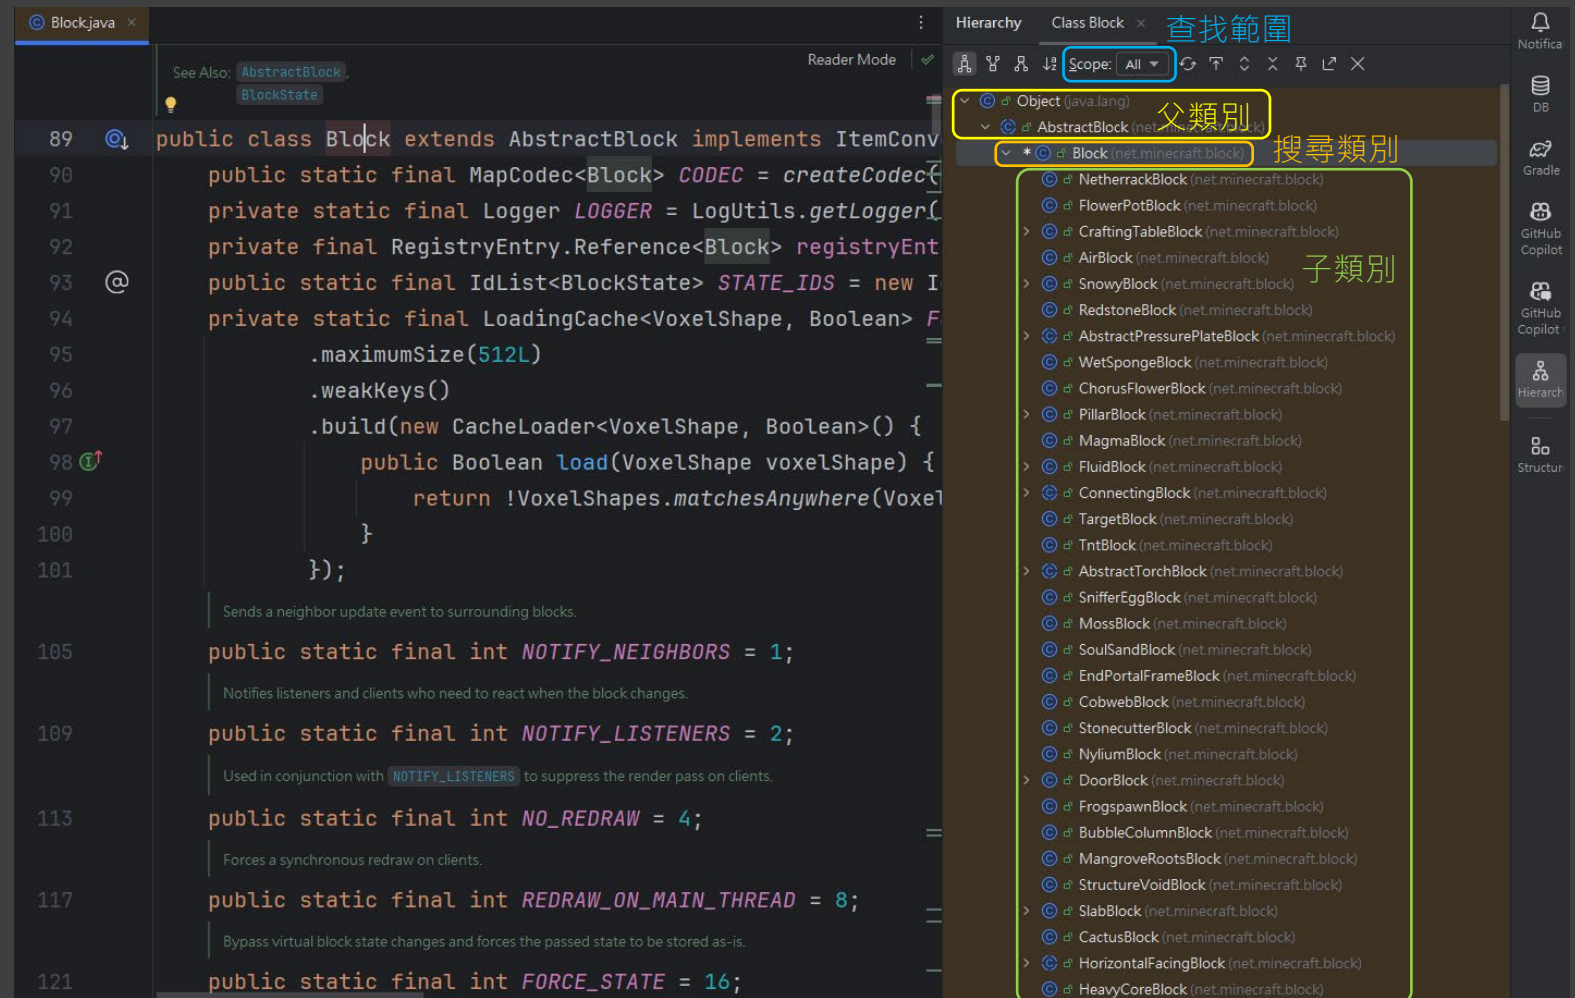 Block.java
Hierarchy
Class Block
查找範圍
Notifica
Reader Mode
Scope: All
See Also: AbstractBlock,
BlockState
DB
Object (java.lang)
父類別
AbstractBlock (net.minecraft.block)
89 public class Block extends AbstractBlock implements ItemConv
* Block (net.minecraft.block)
搜尋類別
Gradle
90 public static final MapCodec<Block> CODEC = createCodec(
NetherrackBlock (net.minecraft.block)
91 private static final Logger LOGGER = LogUtils.getLogger(
FlowerPotBlock (net.minecraft.block)
GitHub
Copilot
92 private final RegistryEntry.Reference<Block> registryEnt
CraftingTableBlock (net.minecraft.block)
AirBlock (net.minecraft.block)
子類別
93 public static final IdList<BlockState> STATE_IDS = new I
SnowyBlock (net.minecraft.block)
94 private static final LoadingCache<VoxelShape, Boolean> F
RedstoneBlock (net.minecraft.block)
GitHub
Copilot
AbstractPressurePlateBlock (net.minecraft.block)
95 .maximumSize(512L)
WetSpongeBlock (net.minecraft.block)
96 .weakKeys()
ChorusFlowerBlock (net.minecraft.block)
Hierarch
PillarBlock (net.minecraft.block)
97 .build(new CacheLoader<VoxelShape, Boolean>() {
MagmaBlock (net.minecraft.block)
98 public Boolean load(VoxelShape voxelShape) {
FluidBlock (net.minecraft.block)
Structur
99 return !VoxelShapes.matchesAnywhere(Voxel
ConnectingBlock (net.minecraft.block)
TargetBlock (net.minecraft.block)
100 }
TntBlock (net.minecraft.block)
101 });
AbstractTorchBlock (net.minecraft.block)
SnifferEggBlock (net.minecraft.block)
Sends a neighbor update event to surrounding blocks.
MossBlock (net.minecraft.block)
105 public static final int NOTIFY_NEIGHBORS = 1;
SoulSandBlock (net.minecraft.block)
EndPortalFrameBlock (net.minecraft.block)
Notifies listeners and clients who need to react when the block changes.
CobwebBlock (net.minecraft.block)
109 public static final int NOTIFY_LISTENERS = 2;
StonecutterBlock (net.minecraft.block)
NyliumBlock (net.minecraft.block)
Used in conjunction with NOTIFY_LISTENERS to suppress the render pass on clients.
DoorBlock (net.minecraft.block)
FrogspawnBlock (net.minecraft.block)
113 public static final int NO_REDRAW = 4;
BubbleColumnBlock (net.minecraft.block)
Forces a synchronous redraw on clients.
MangroveRootsBlock (net.minecraft.block)
StructureVoidBlock (net.minecraft.block)
117 public static final int REDRAW_ON_MAIN_THREAD = 8;
SlabBlock (net.minecraft.block)
Bypass virtual block state changes and forces the passed state to be stored as-is.
CactusBlock (net.minecraft.block)
HorizontalFacingBlock (net.minecraft.block)
121 public static final int FORCE_STATE = 16;
HeavyCoreBlock (net.minecraft.block)